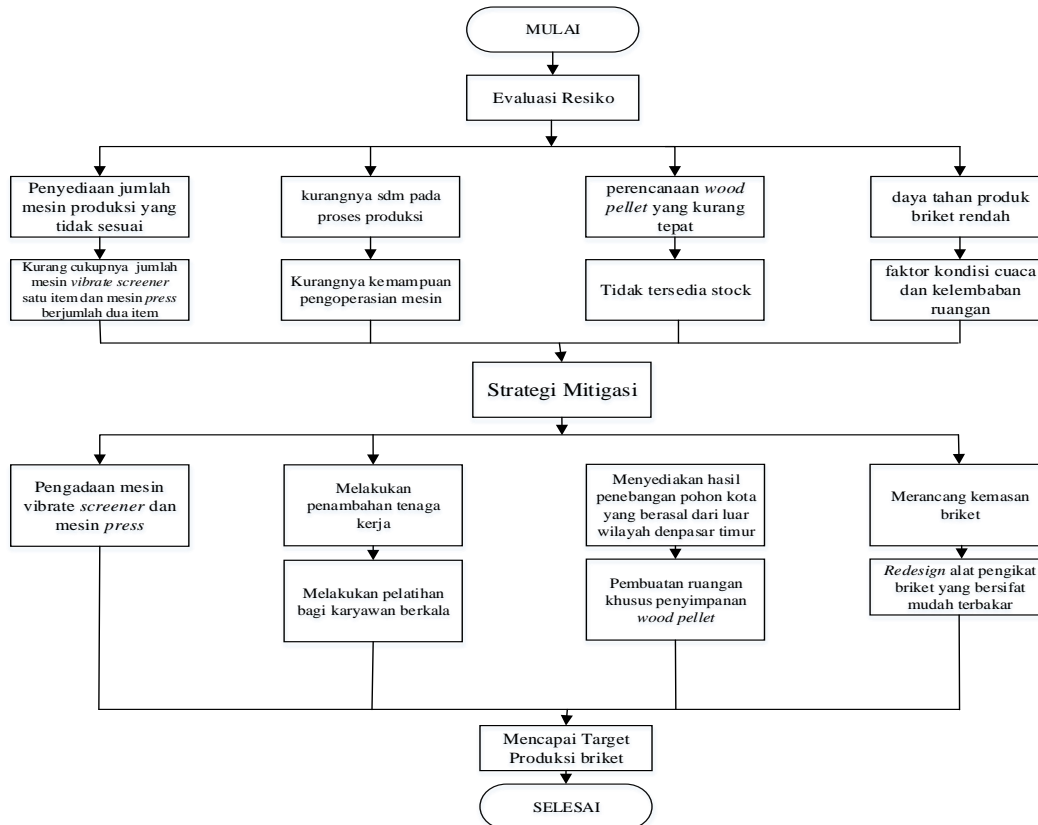 MULAI
Evaluasi Resiko
Penyediaan jumlah
mesin produksi yang
tidak sesuai
kurangnya sdm pada
proses produksi
perencanaan wood
pellet yang kurang
tepat
daya tahan produk
briket rendah
Kurang cukupnya jumlah
mesin vibrate screener
satu item dan mesin press
berjumlah dua item
Kurangnya kemampuan
pengoperasian mesin
Tidak tersedia stock
faktor kondisi cuaca
dan kelembaban
ruangan
Strategi Mitigasi
Pengadaan mesin
vibrate screener dan
mesin press
Melakukan
penambahan tenaga
kerja
Menyediakan hasil
penebangan pohon kota
yang berasal dari luar
wilayah denpasar timur
Merancang kemasan
briket
Melakukan pelatihan
bagi karyawan berkala
Pembuatan ruangan
khusus penyimpanan
wood pellet
Redesign alat pengikat
briket yang bersifat
mudah terbakar
Mencapai Target
Produksi briket
SELESAI